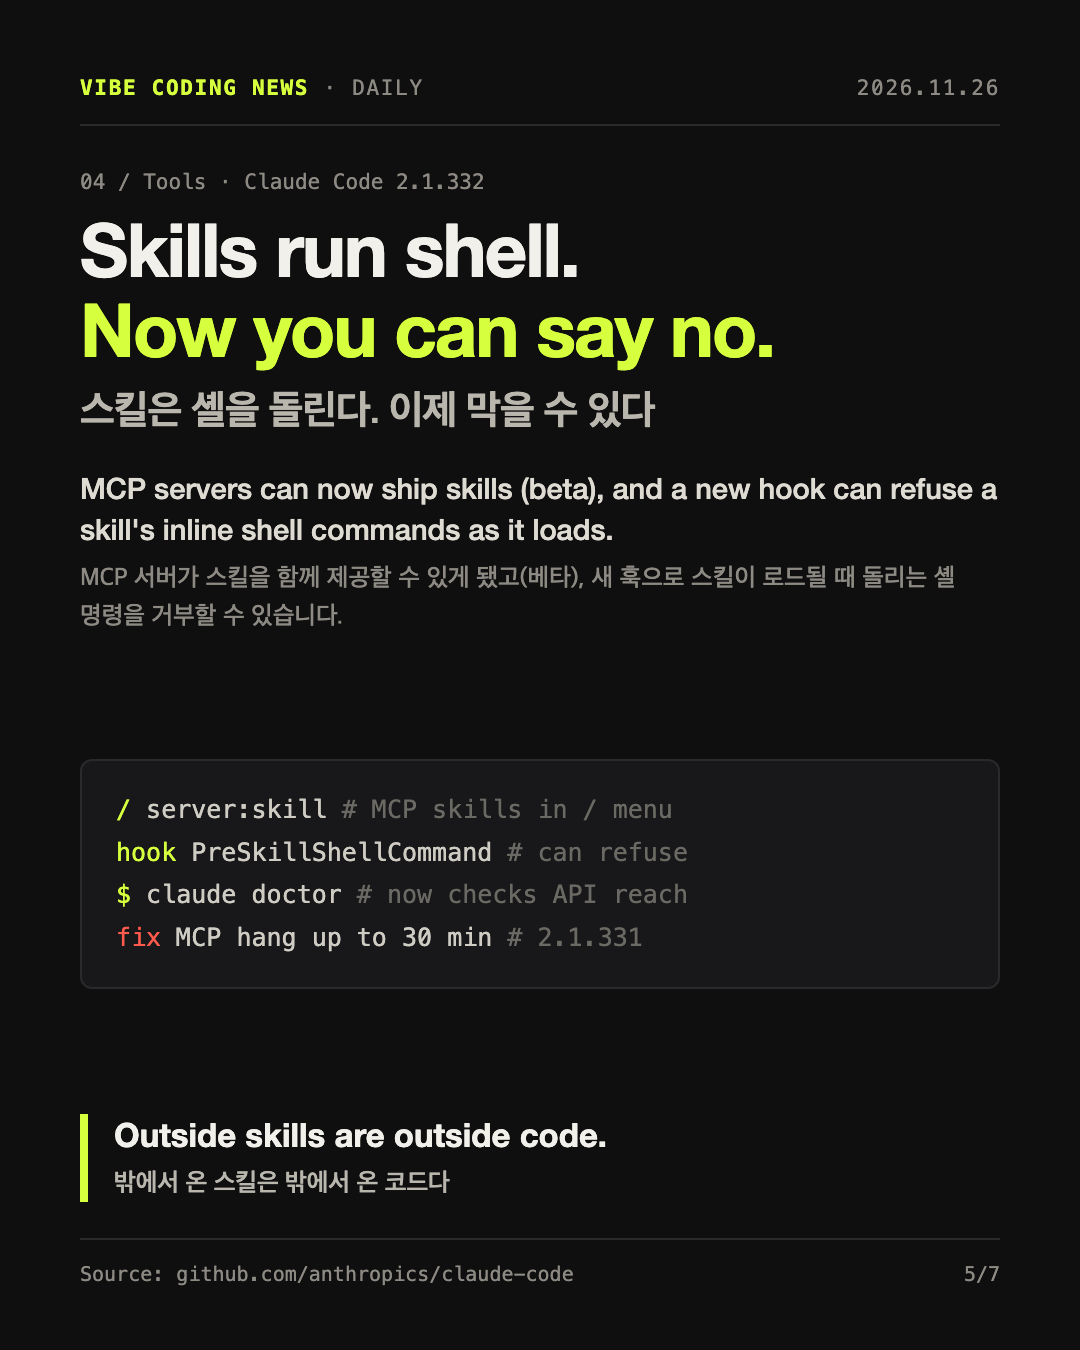 VIBE CODING NEWS · DAILY 2026.11.26
04 / Tools · Claude Code 2.1.332
Skills run shell.
Now you can say no.
스킬은 셸을 돌린다. 이제 막을 수 있다
MCP servers can now ship skills (beta), and a new hook can refuse a
skill's inline shell commands as it loads.
MCP 서버가 스킬을 함께 제공할 수 있게 됐고(베타), 새 훅으로 스킬이 로드될 때 돌리는 셸
명령을 거부할 수 있습니다.
/ server:skill # MCP skills in / menu
hook PreSkillShellCommand # can refuse
$ claude doctor # now checks API reach
fix MCP hang up to 30 min # 2.1.331
Outside skills are outside code.
밖에서 온 스킬은 밖에서 온 코드다
Source: github.com/anthropics/claude-code 5/7